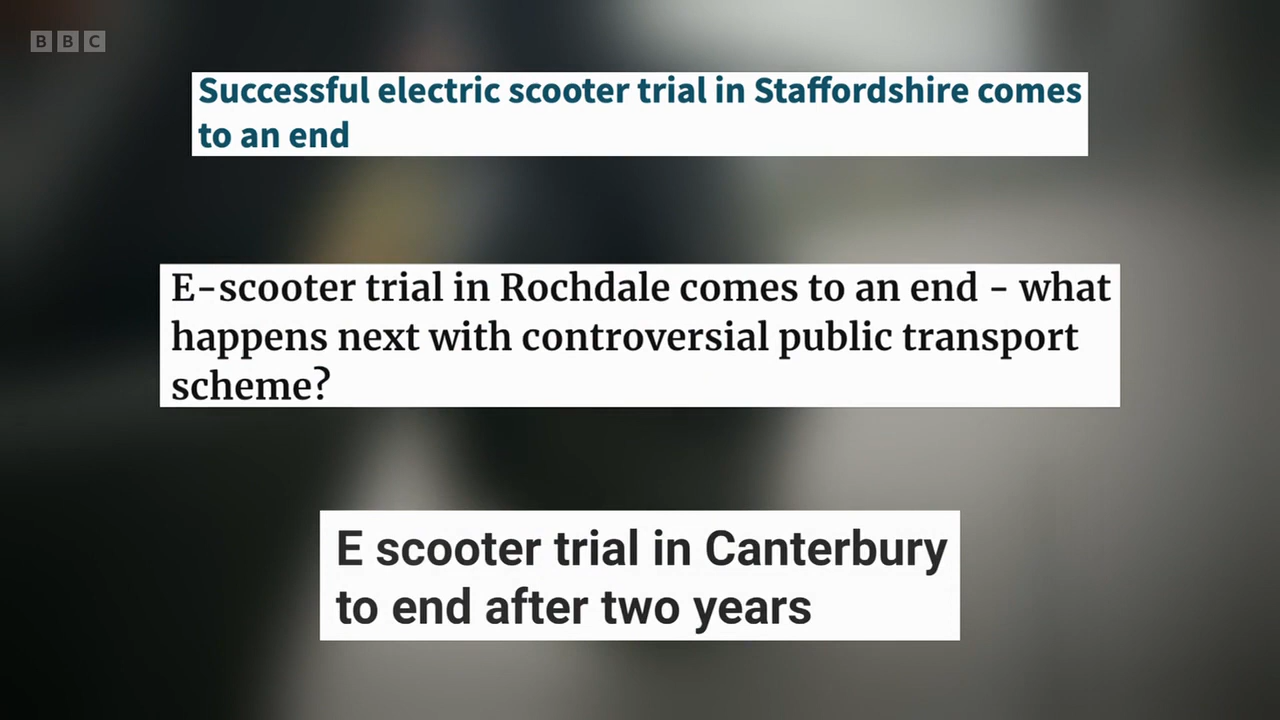 BBC
Successful electric scooter trial in Staffordshire comes
to an end
E-scooter trial in Rochdale comes to an end - what
happens next with controversial public transport
scheme?
E scooter trial in Canterbury
to end after two years